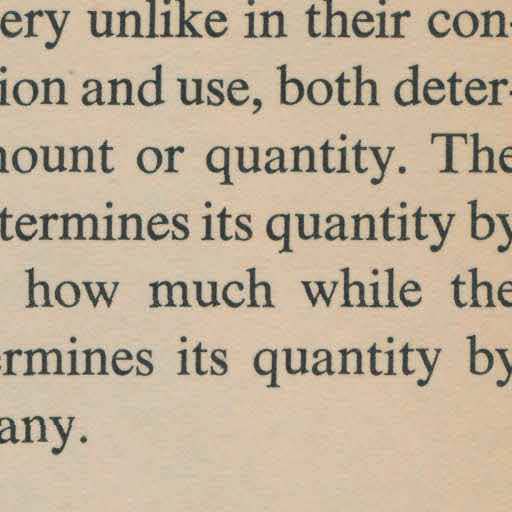 ery unlike in their con-
ion and use, both deter-
nount or quantity. The
termines its quantity by
how much while the
ermines its quantity by
any.